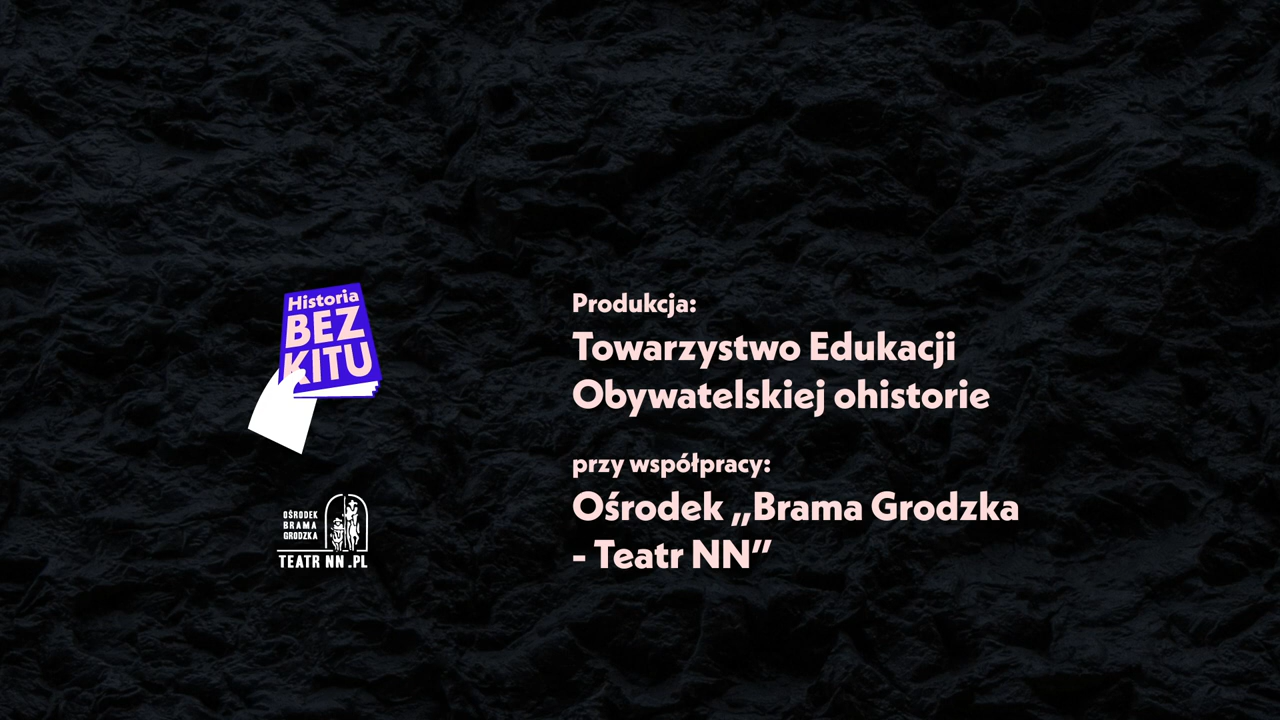 Historia
BEZ
KITU
Produkcja:
Towarzystwo Edukacji
Obywatelskiej ohistorie
przy współpracy:
Ośrodek „Brama Grodzka
- Teatr NN”
OŚRODEK
BRAMA
GRODZKA
TEATR NN .PL